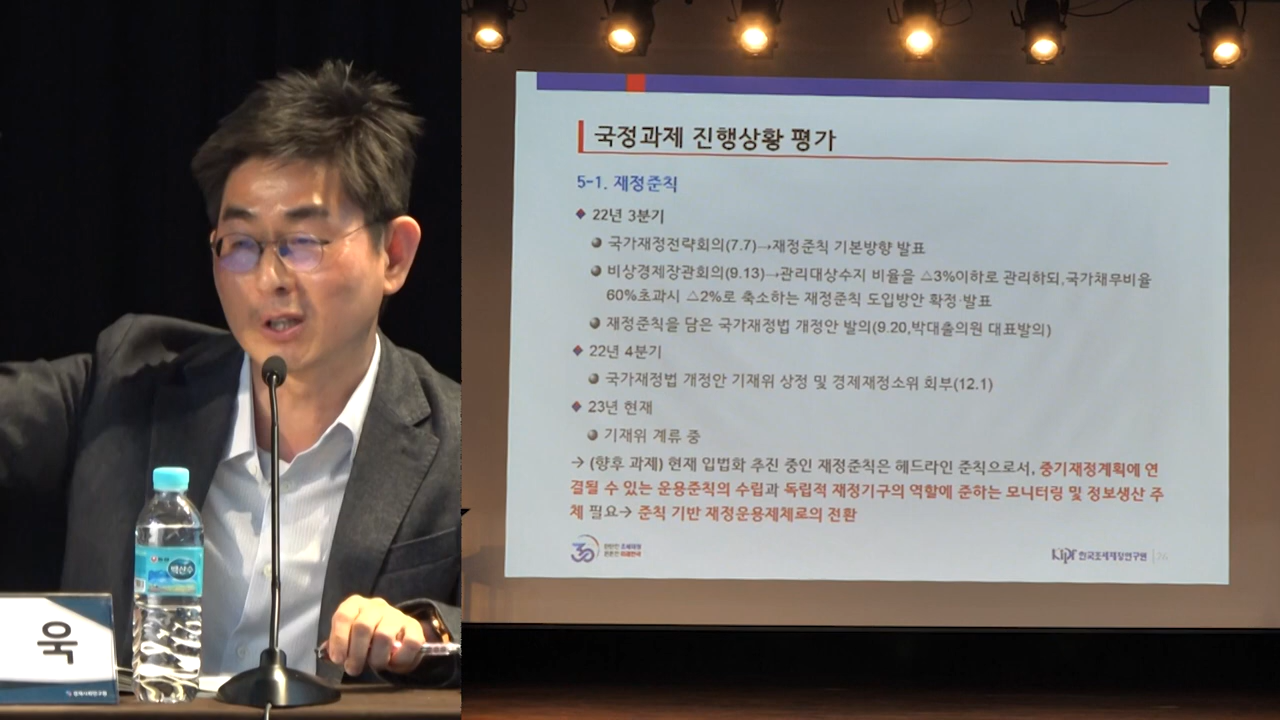 국정과제 진행상황 평가
5-1. 재정준칙
◆ 22년 3분기
국가재정전략회의(7.7)→재정준칙 기본방향 발표
비상경제장관회의(9.13)→관리대상수지 비율을 △3%이하로 관리하되,국가채무비율
60%초과시 △2%로 축소하는 재정준칙 도입방안 확정·발표
재정준칙을 담은 국가재정법 개정안 발의(9.20,박대출의원 대표발의)
◆ 22년 4분기
국가재정법 개정안 기재위 상정 및 경제재정소위 회부(12.1)
◆ 23년 현재
기재위 계류 중
→ (향후 과제) 현재 입법화 추진 중인 재정준칙은 헤드라인 준칙으로서, 중기재정계획에 연
결될 수 있는 운용준칙의 수립과 독립적 재정기구의 역할에 준하는 모니터링 및 정보생산 주
체 필요→ 준칙 기반 재정운용체제로의 전환
30
kipf 한국조세재정연구원 26
백산수
욱